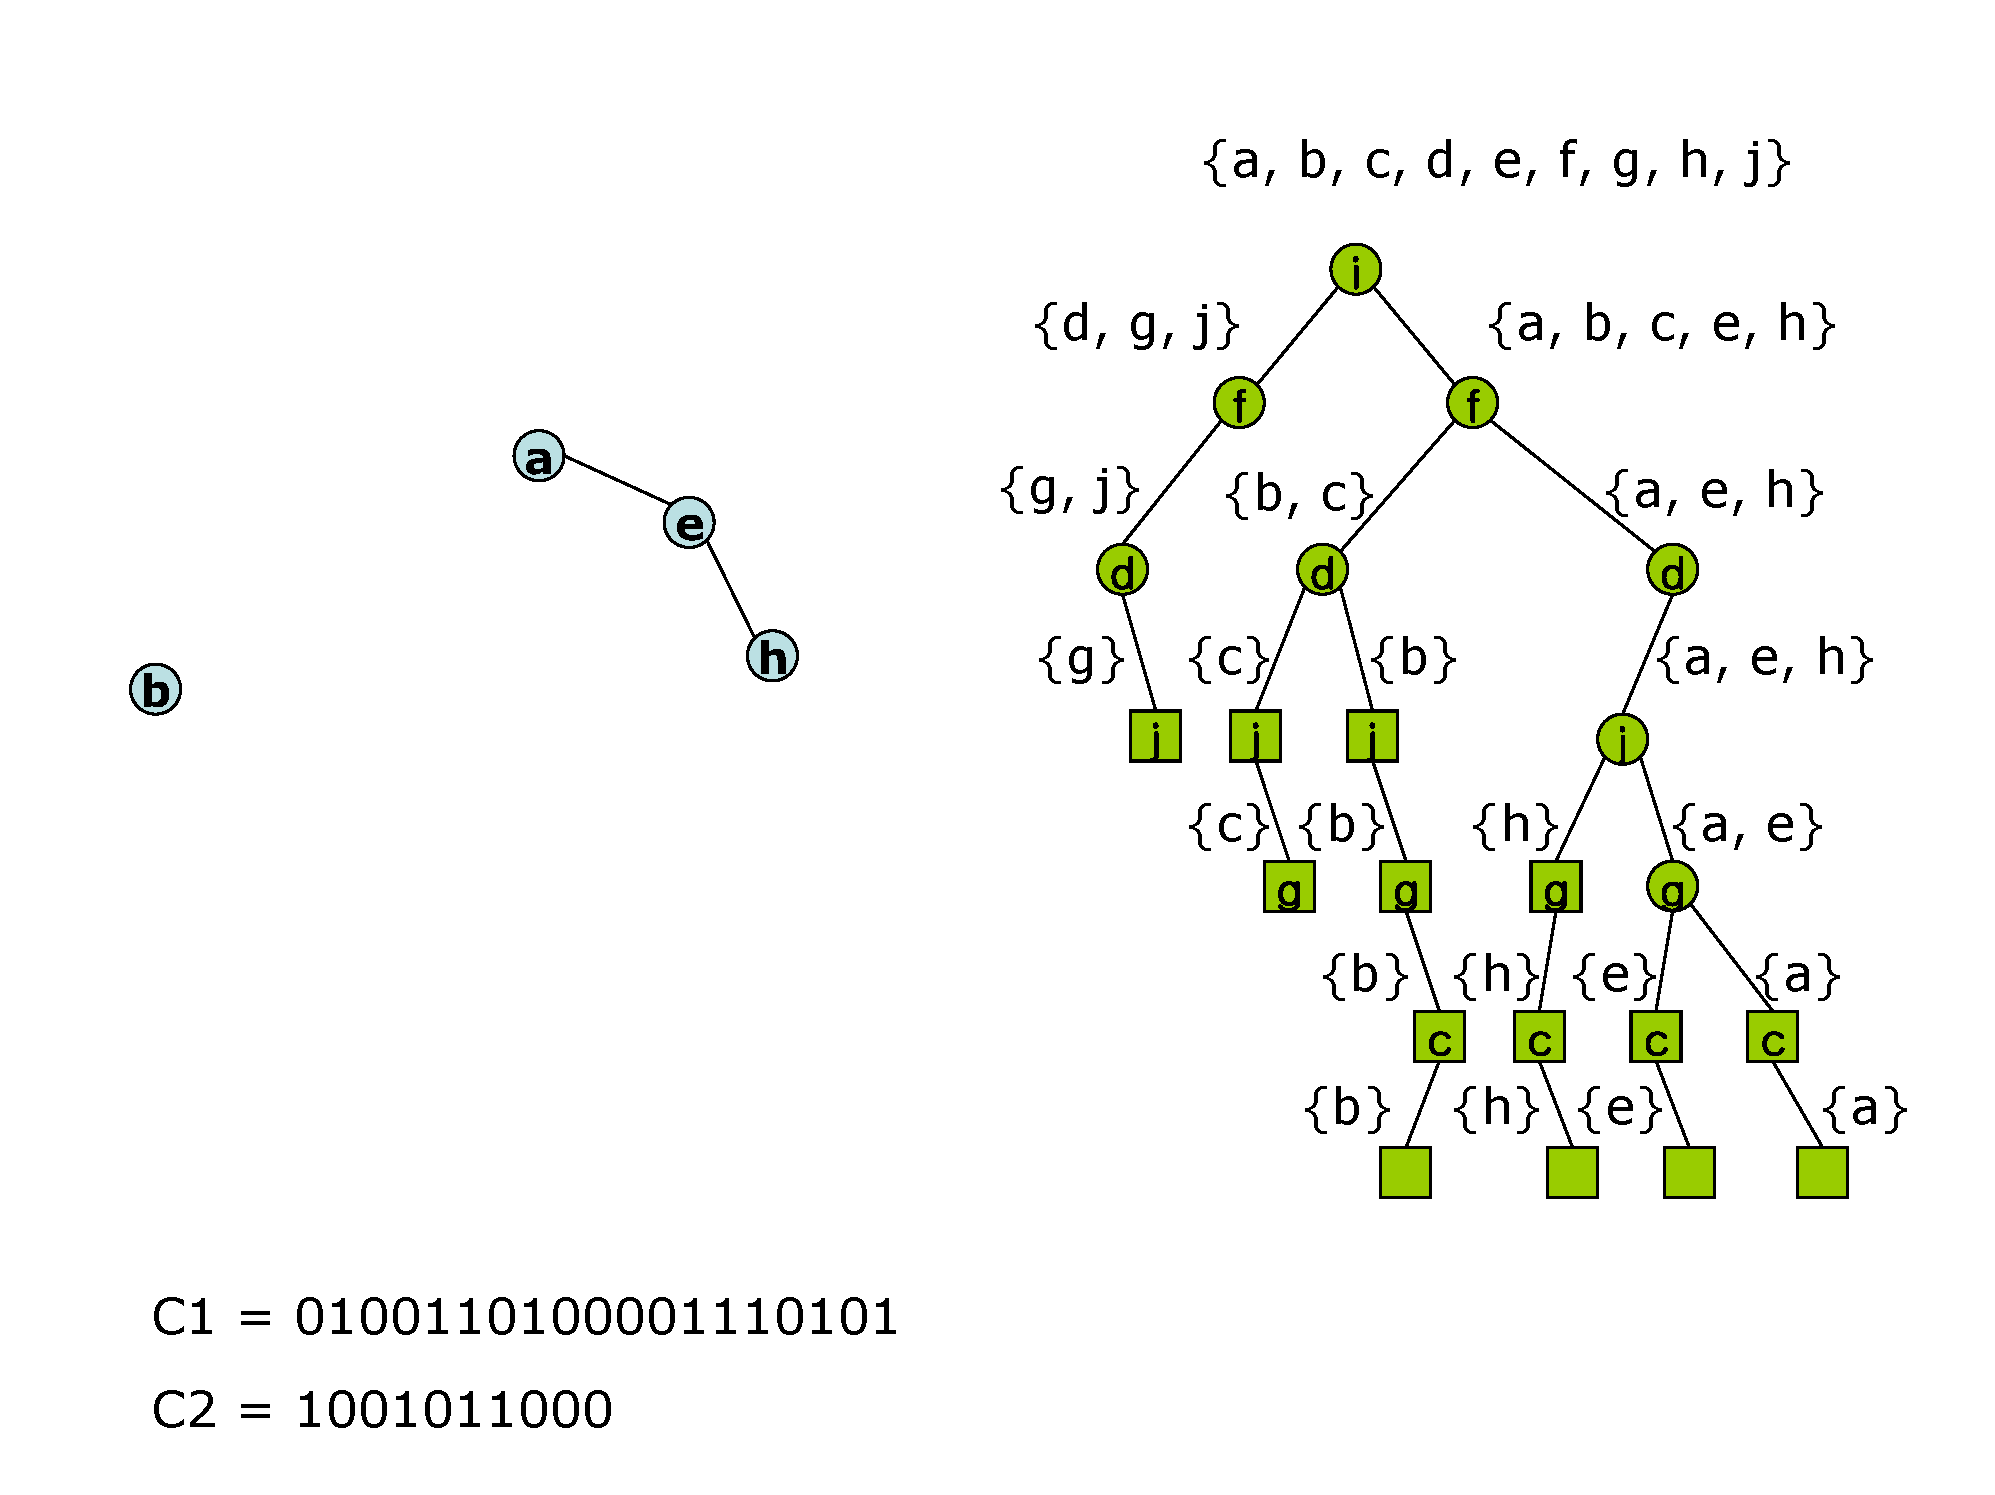 {a, b, c, d, e, f, g, h, j}
i
{d, g, j} {a, b, c, e, h}
f f
a
{g, j} {b, c} {a, e, h}
e
d d d
h {g} {c} {b} {a, e, h}
b
j j j j
{c} {b} {h} {a, e}
g g g g
{b} {h} {e} {a}
c c c c
{b} {h} {e} {a}
C1 = 0100110100001110101
C2 = 1001011000